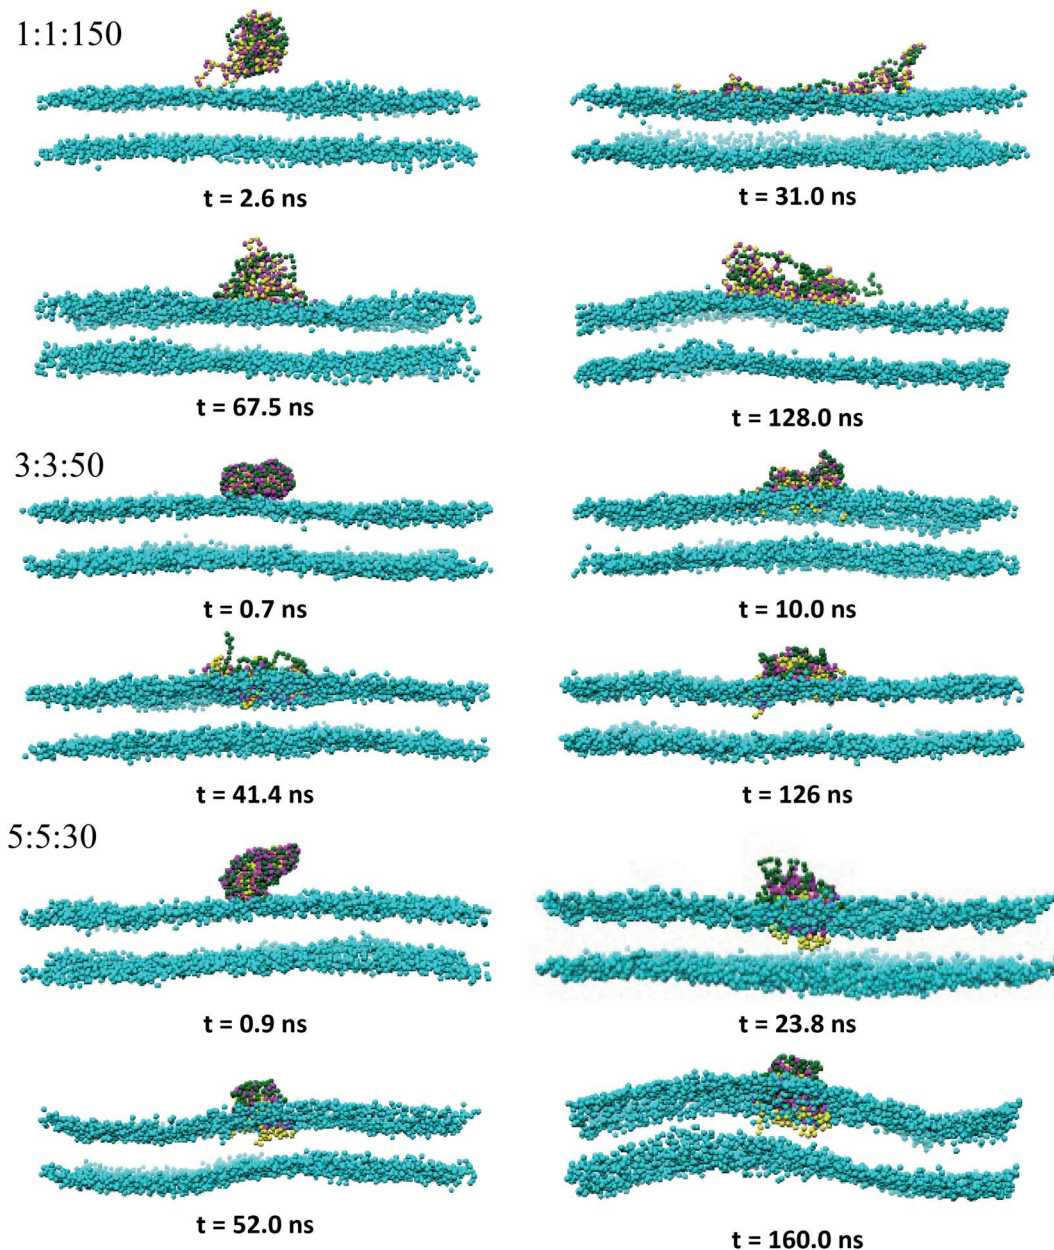 1:1:150
t = 2.6 ns
t = 31.0 ns
t = 67.5 ns
t = 128.0 ns
3:3:50
t = 0.7 ns
t = 10.0 ns
t = 41.4 ns
t = 126 ns
5:5:30
t = 0.9 ns
t = 23.8 ns
t = 52.0 ns
t = 160.0 ns